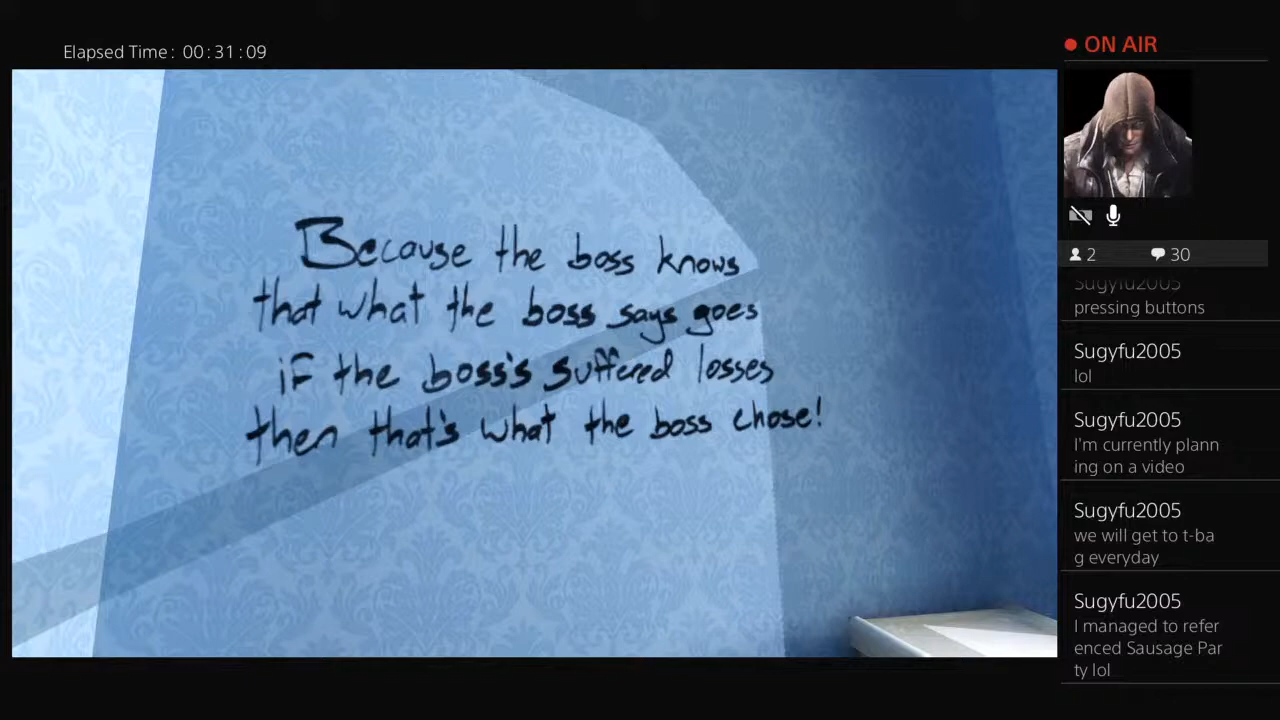 Elapsed Time: 00:31:09
ON AIR
Because the boss knows
that what the boss says goes
if the boss's suffered losses
then that's what the boss chose!
2
30
Sugyfu2005
pressing buttons
Sugyfu2005
lol
Sugyfu2005
I'm currently plann
ing on a video
Sugyfu2005
we will get to t-ba
g everyday
Sugyfu2005
I managed to refer
enced Sausage Par
ty lol